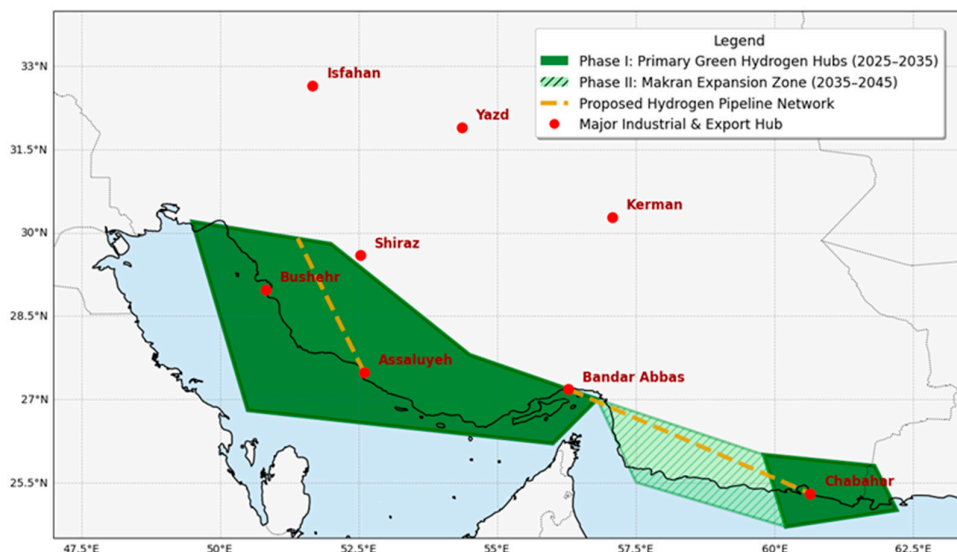 Legend
Phase I: Primary Green Hydrogen Hubs (2025–2035)
Phase II: Makran Expansion Zone (2035–2045)
Proposed Hydrogen Pipeline Network
Major Industrial & Export Hub
33°N
Isfahan
Yazd
31.5°N
Kerman
30°N
Shiraz
Bushehr
28.5°N
Assaluyeh
Bandar Abbas
27°N
25.5°N
Chabahar
47.5°E 50°E 52.5°E 55°E 57.5°E 60°E 62.5°E